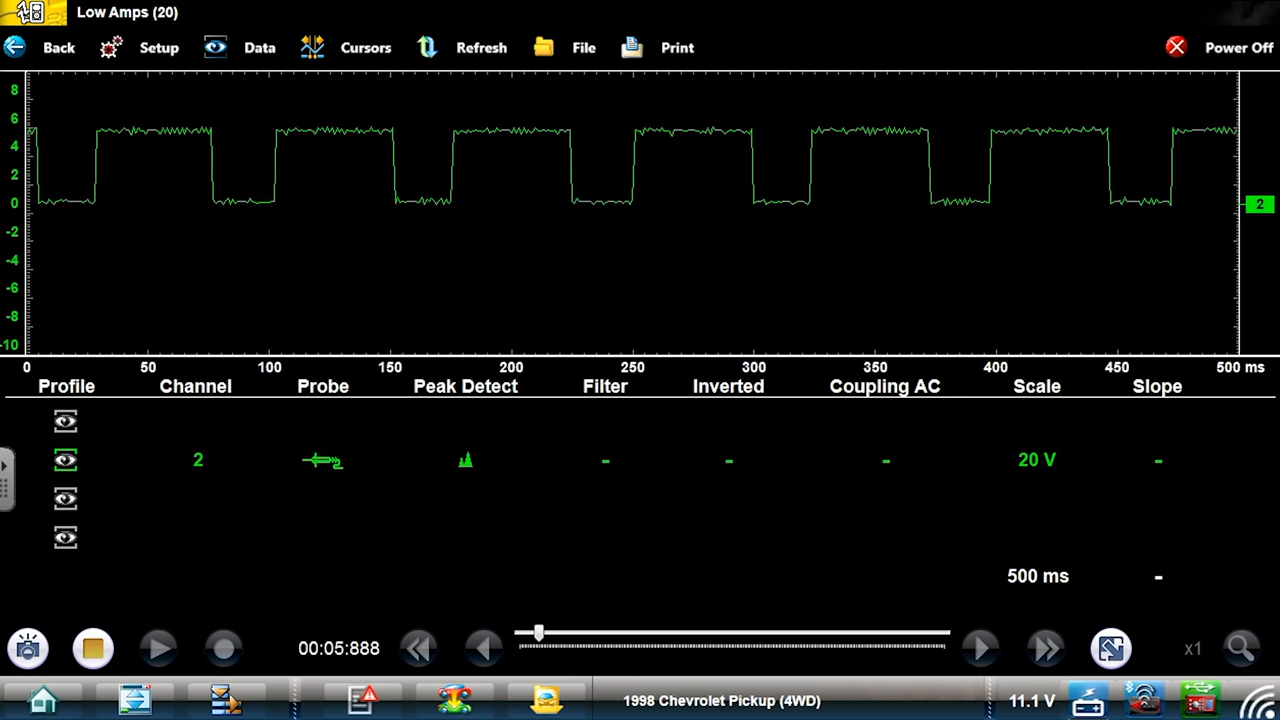 Low Amps (20)
Back Setup Data Cursors Refresh File Print Power Off
8
6
4
2
0
-2
-4
-6
-8
-10
2
0 50 100 150 200 250 300 350 400 450 500 ms
Profile Channel Probe Peak Detect Filter Inverted Coupling AC Scale Slope
2 - - - 20 V -
500 ms -
00:05:888 x1
1998 Chevrolet Pickup (4WD) 11.1 V